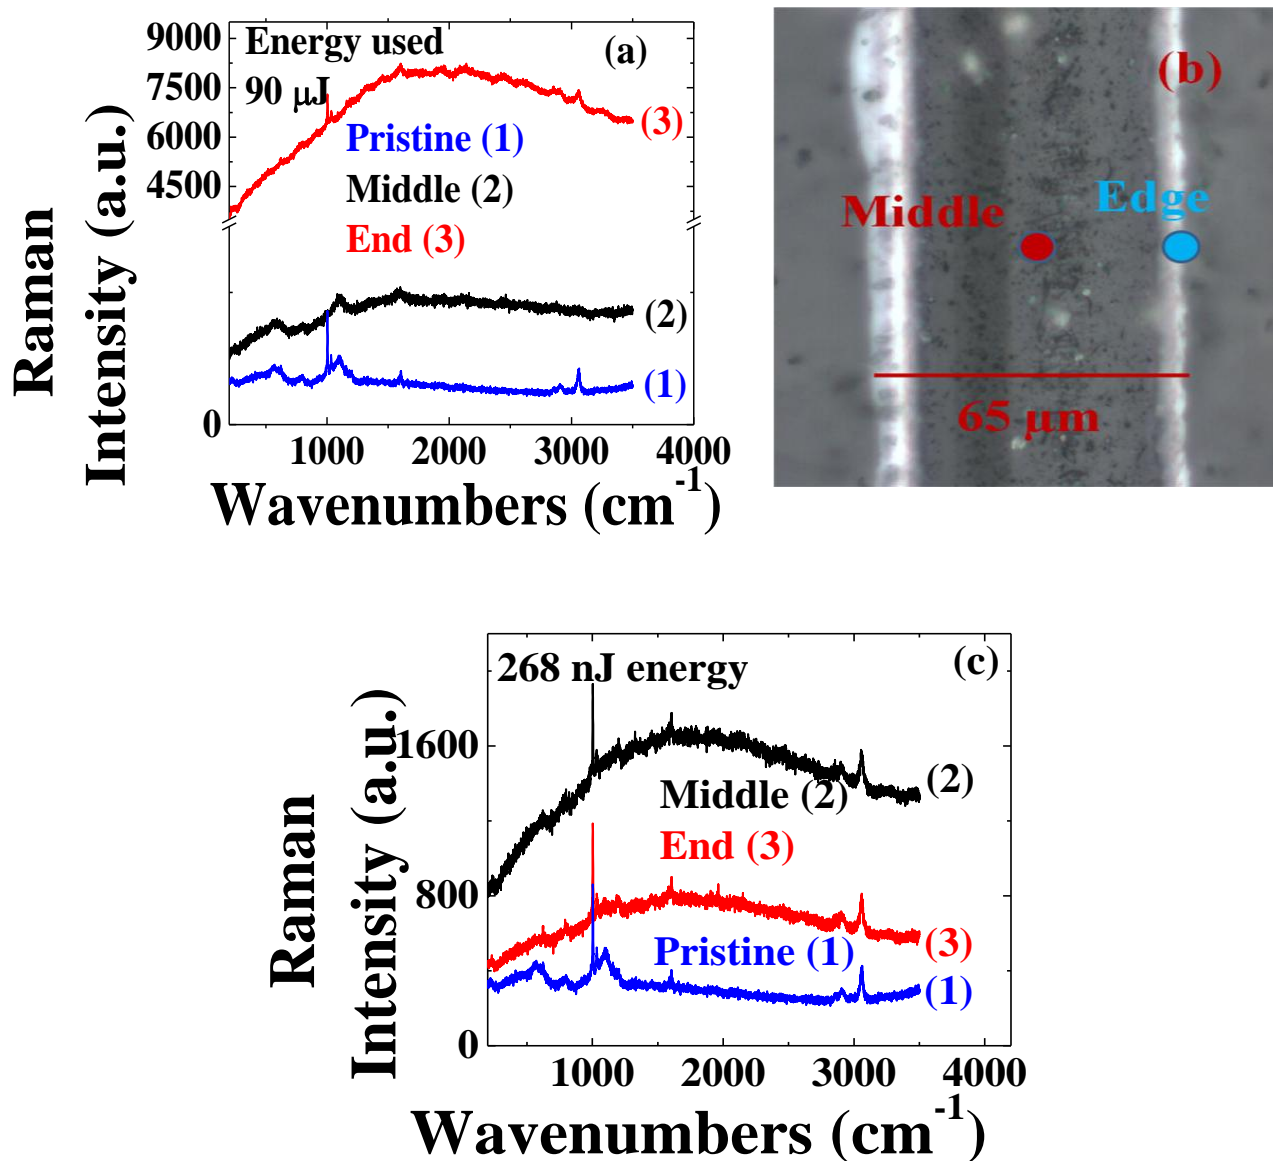 Raman
Intensity (a.u.)
9000
7500
6000
4500
0
Energy used
90 μJ
(a)
Pristine (1)
Middle (2)
End (3)
(3)
(2)
(1)
1000
2000
3000
4000
Wavenumbers (cm⁻¹)
(b)
Middle
Edge
65 μm
Raman
Intensity (a.u.)
1600
800
0
268 nJ energy
(c)
Middle (2)
End (3)
Pristine (1)
(2)
(3)
(1)
1000
2000
3000
4000
Wavenumbers (cm⁻¹)